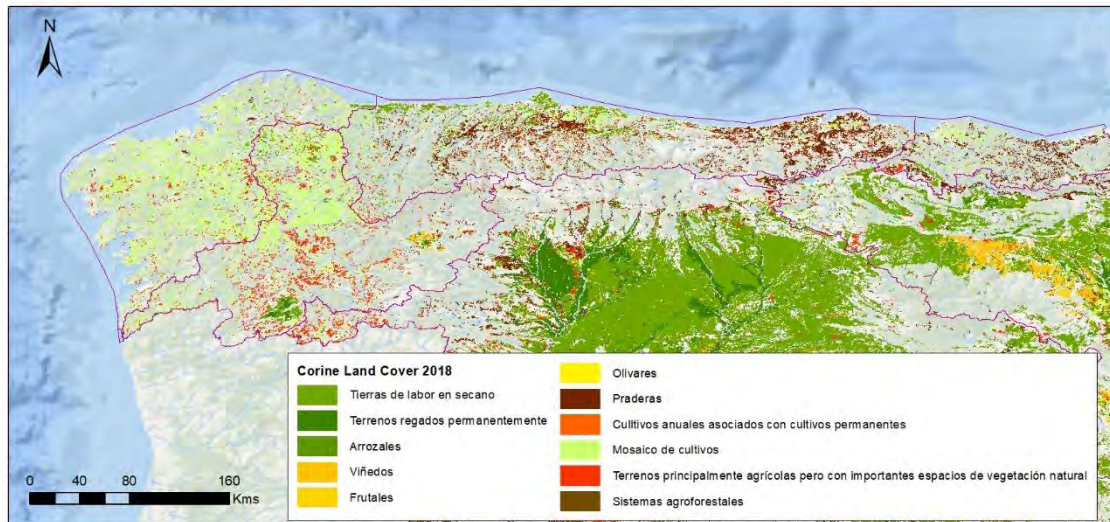 N
Corine Land Cover 2018
Tierras de labor en secano
Terrenos regados permanentemente
Arrozales
Viñedos
Frutales
Olivares
Praderas
Culltivos anuales asociados con cultivos permanentes
Mosaico de cultivos
Terrenos principalmente agrícolas pero con importantes espacios de vegetación natural
Sistemas agroforestales
0 40 80 160
Kms